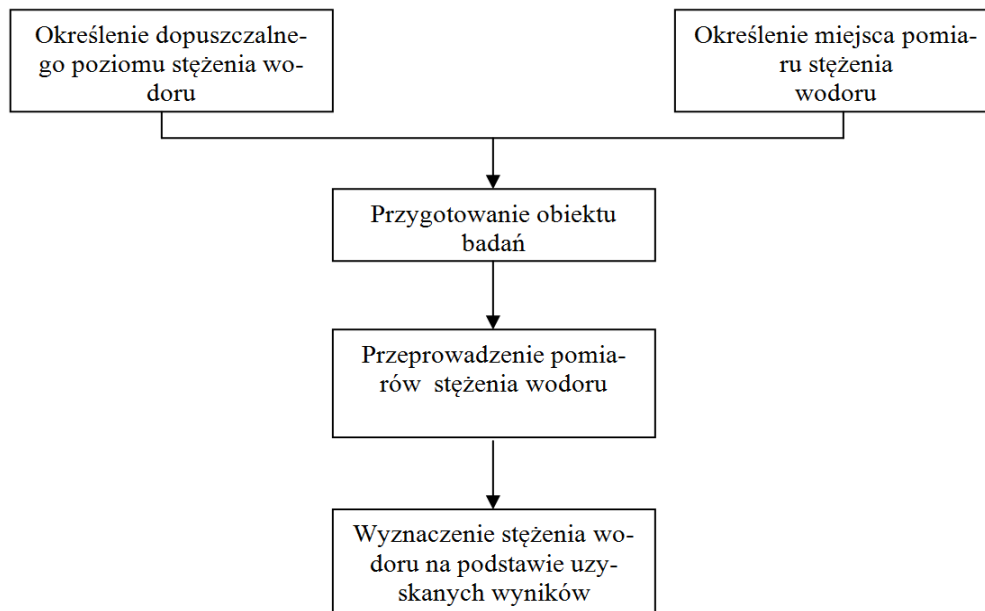 Określenie dopuszczalne-
go poziomu stężenia wo-
doru
Określenie miejsca pomia-
ru stężenia
wodoru
Przygotowanie obiektu
badań
Przeprowadzenie pomia-
rów stężenia wodoru
Wyznaczenie stężenia wo-
doru na podstawie uzy-
skanych wyników